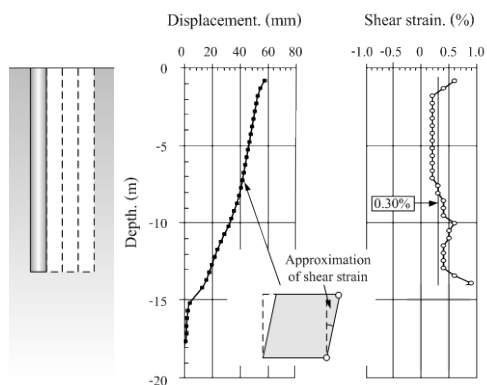 Displacement. (mm)
0 20 40 60 80
Shear strain. (%)
-1.0 -0.5 0.0 0.5 1.0
Depth. (m)
0
-5
-10
-15
-20
Approximation
of shear strain
0.30%